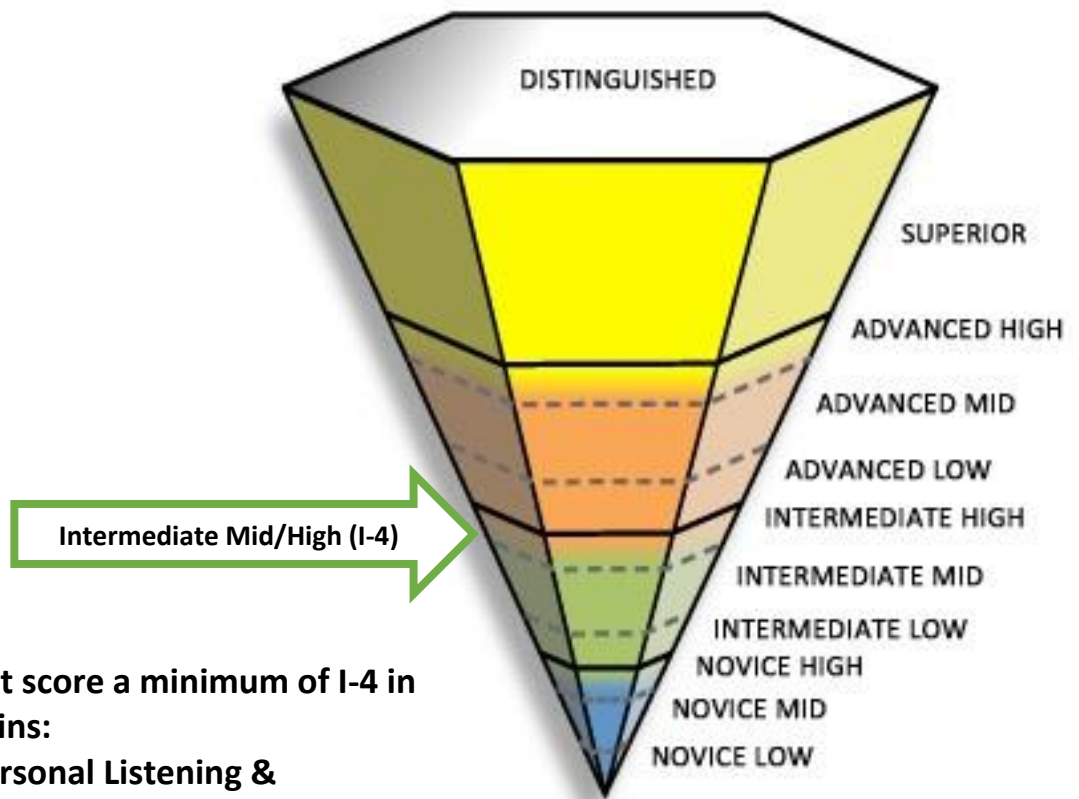 DISTINGUISHED
SUPERIOR
ADVANCED HIGH
ADVANCED MID
ADVANCED LOW
INTERMEDIATE HIGH
Intermediate Mid/High (I-4)
INTERMEDIATE MID
INTERMEDIATE LOW
NOVICE HIGH
NOVICE MID
NOVICE LOW
t score a minimum of I-4 in
ins:
ersonal Listening &